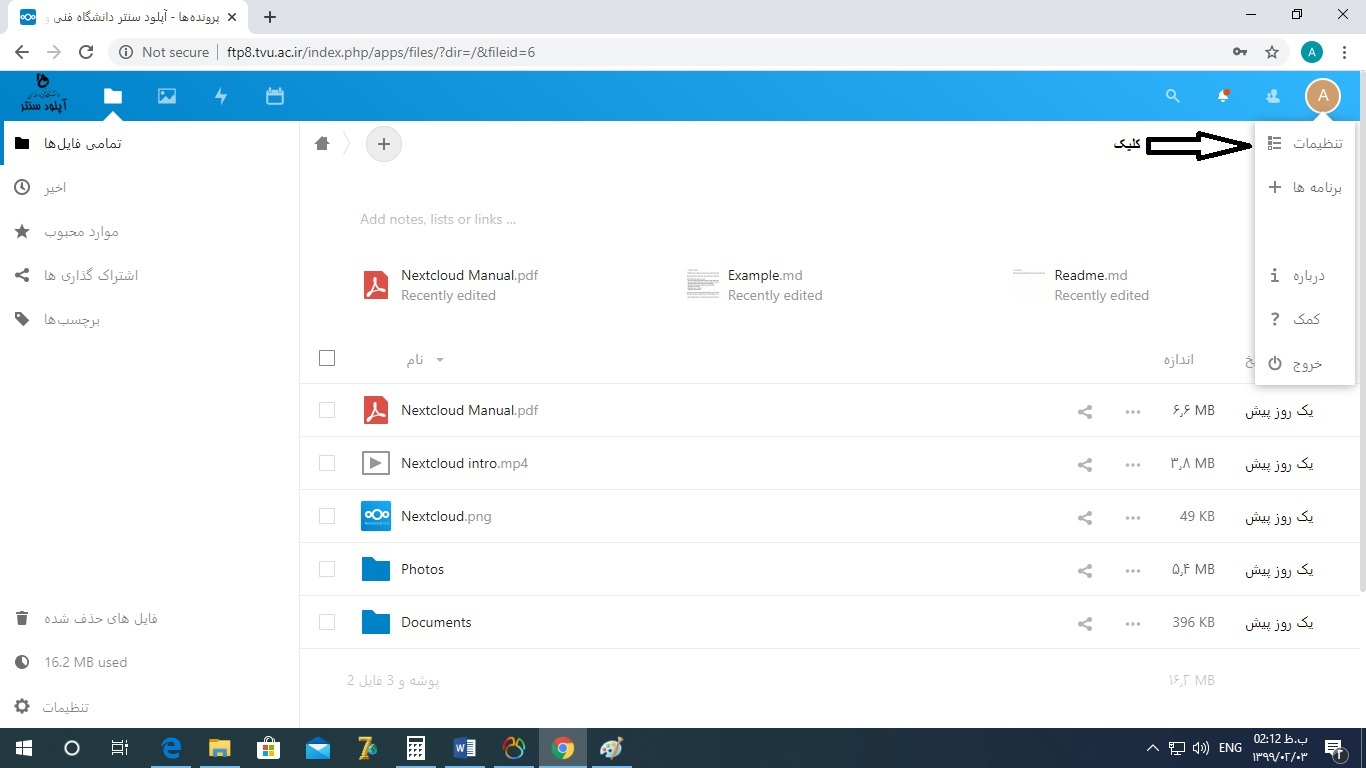 پرونده‌ها - آپلود سنتر دانشگاه فنی و
Not secure
ftp8.tvu.ac.ir/index.php/apps/files/?dir=/&fileid=6
A
آپلود سنتر
A
تمامی فایل‌ها
اخیر
موارد محبوب
اشتراک گذاری ها
برچسب‌ها
کلیک
تنظیمات
برنامه ها
درباره
کمک
خروج
Add notes, lists or links ...
Nextcloud Manual.pdf
Recently edited
Example.md
Recently edited
Readme.md
Recently edited
نام
اندازه
Nextcloud Manual.pdf
۶٫۶ MB
یک روز پیش
Nextcloud intro.mp4
۳٫۸ MB
یک روز پیش
Nextcloud.png
49 KB
یک روز پیش
Photos
۵٫۴ MB
یک روز پیش
Documents
396 KB
یک روز پیش
2 پوشه و 3 فایل
۱۶٫۲ MB
فایل های حذف شده
16.2 MB used
تنظیمات
ENG
02:12 ب.ظ
۱۳۹۹/۰۲/۰۳